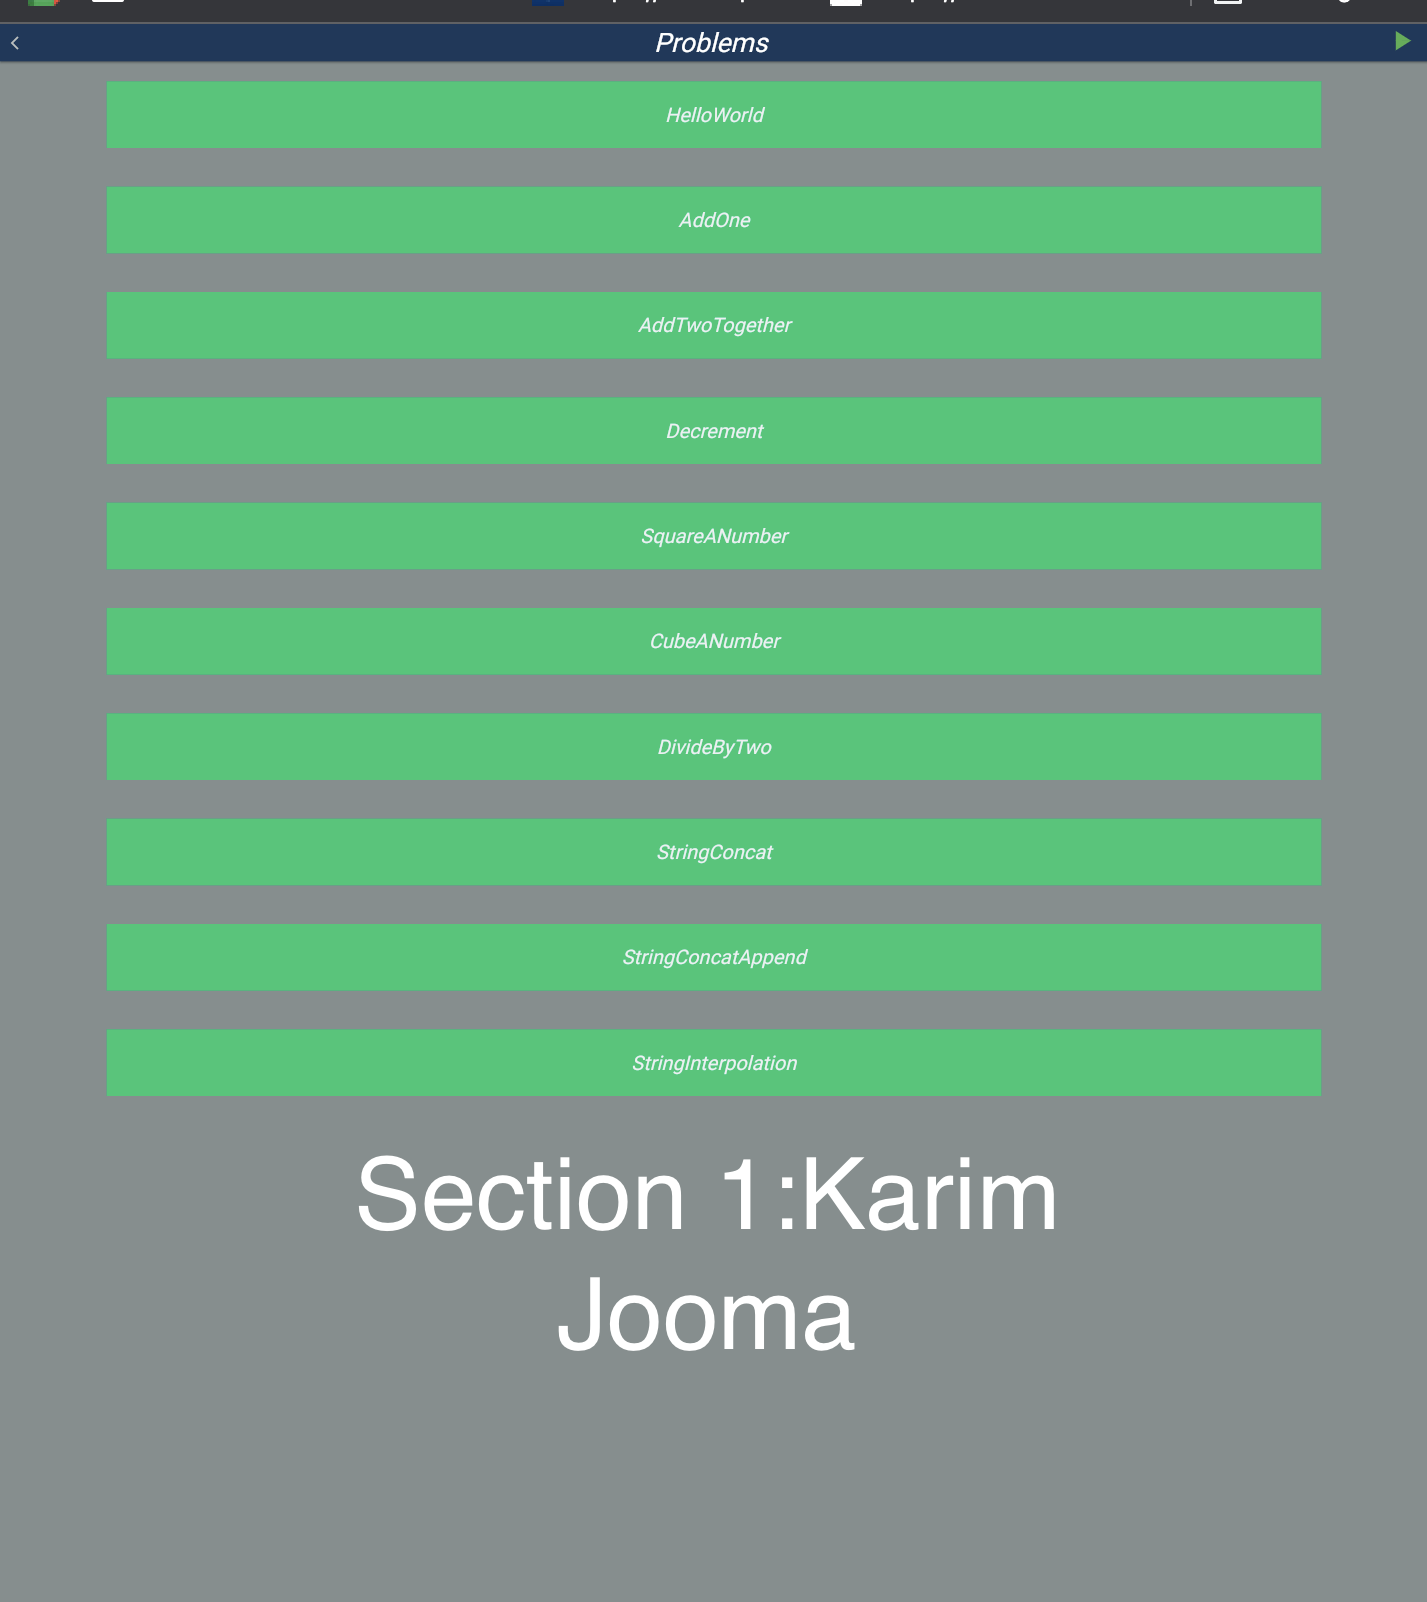 Problems
HelloWorld
AddOne
AddTwoTogether
Decrement
SquareANumber
CubeANumber
DivideByTwo
StringConcat
StringConcatAppend
StringInterpolation
Section 1:Karim
Jooma